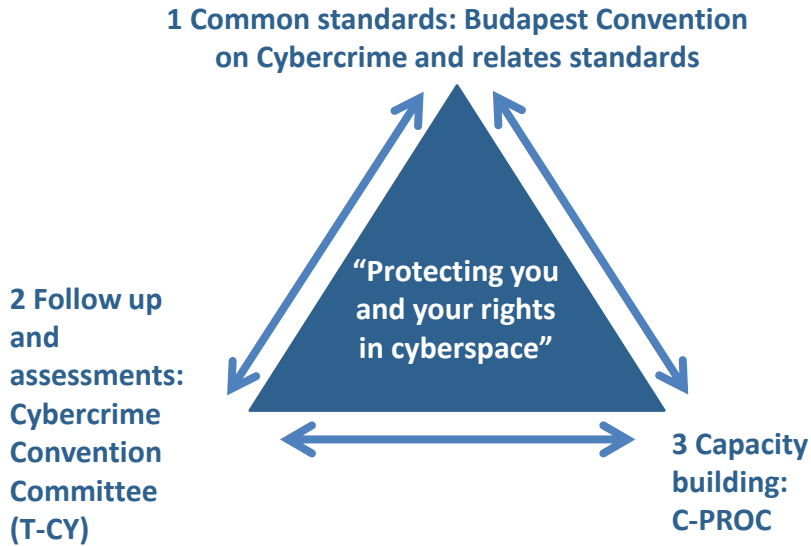 1 Common standards: Budapest Convention
on Cybercrime and relates standards
“Protecting you
and your rights
in cyberspace”
2 Follow up
and
assessments:
Cybercrime
Convention
Committee
(T-CY)
3 Capacity
building:
C-PROC